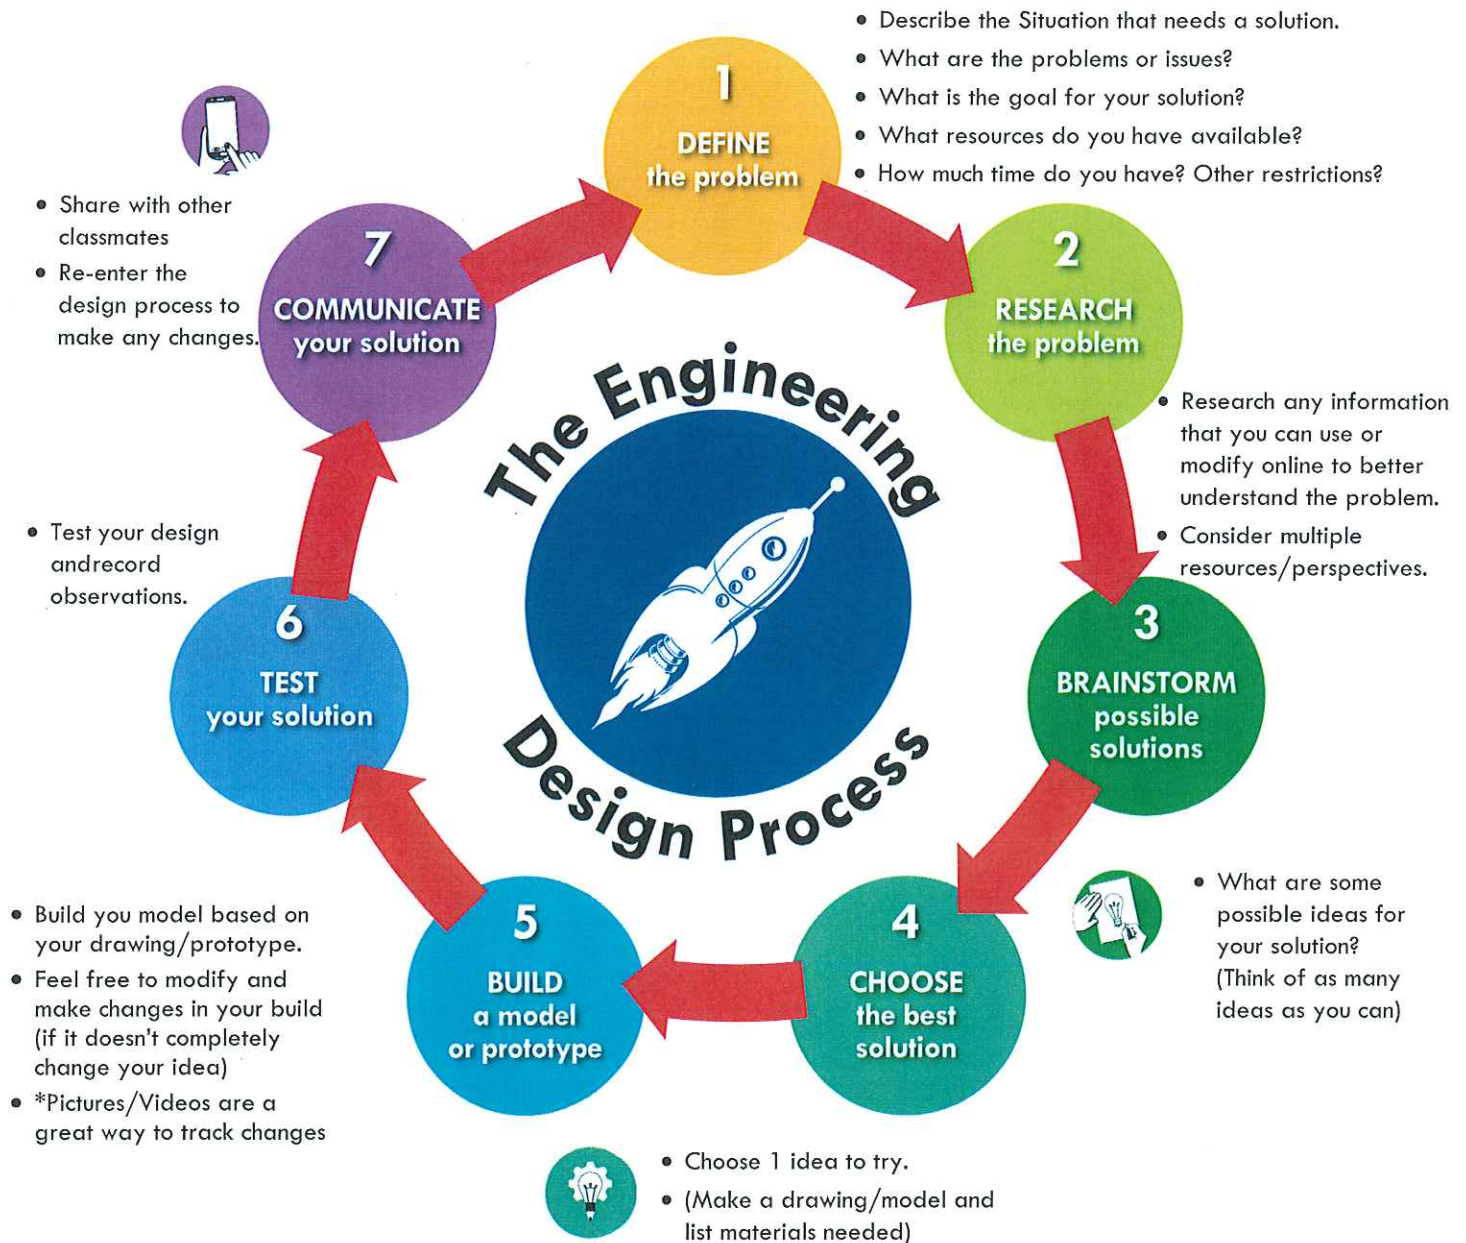 The Engineering
Design Process
1
DEFINE
the problem
• Describe the Situation that needs a solution.
• What are the problems or issues?
• What is the goal for your solution?
• What resources do you have available?
• How much time do you have? Other restrictions?
2
RESEARCH
the problem
• Research any information
that you can use or
modify online to better
understand the problem.
• Consider multiple
resources/perspectives.
3
BRAINSTORM
possible
solutions
• What are some
possible ideas for
your solution?
(Think of as many
ideas as you can)
4
CHOOSE
the best
solution
• Choose 1 idea to try.
• (Make a drawing/model and
list materials needed)
5
BUILD
a model
or prototype
• Build you model based on
your drawing/prototype.
• Feel free to modify and
make changes in your build
(if it doesn't completely
change your idea)
• *Pictures/Videos are a
great way to track changes
6
TEST
your solution
• Test your design
andrecord
observations.
7
COMMUNICATE
your solution
• Share with other
classmates
• Re-enter the
design process to
make any changes.